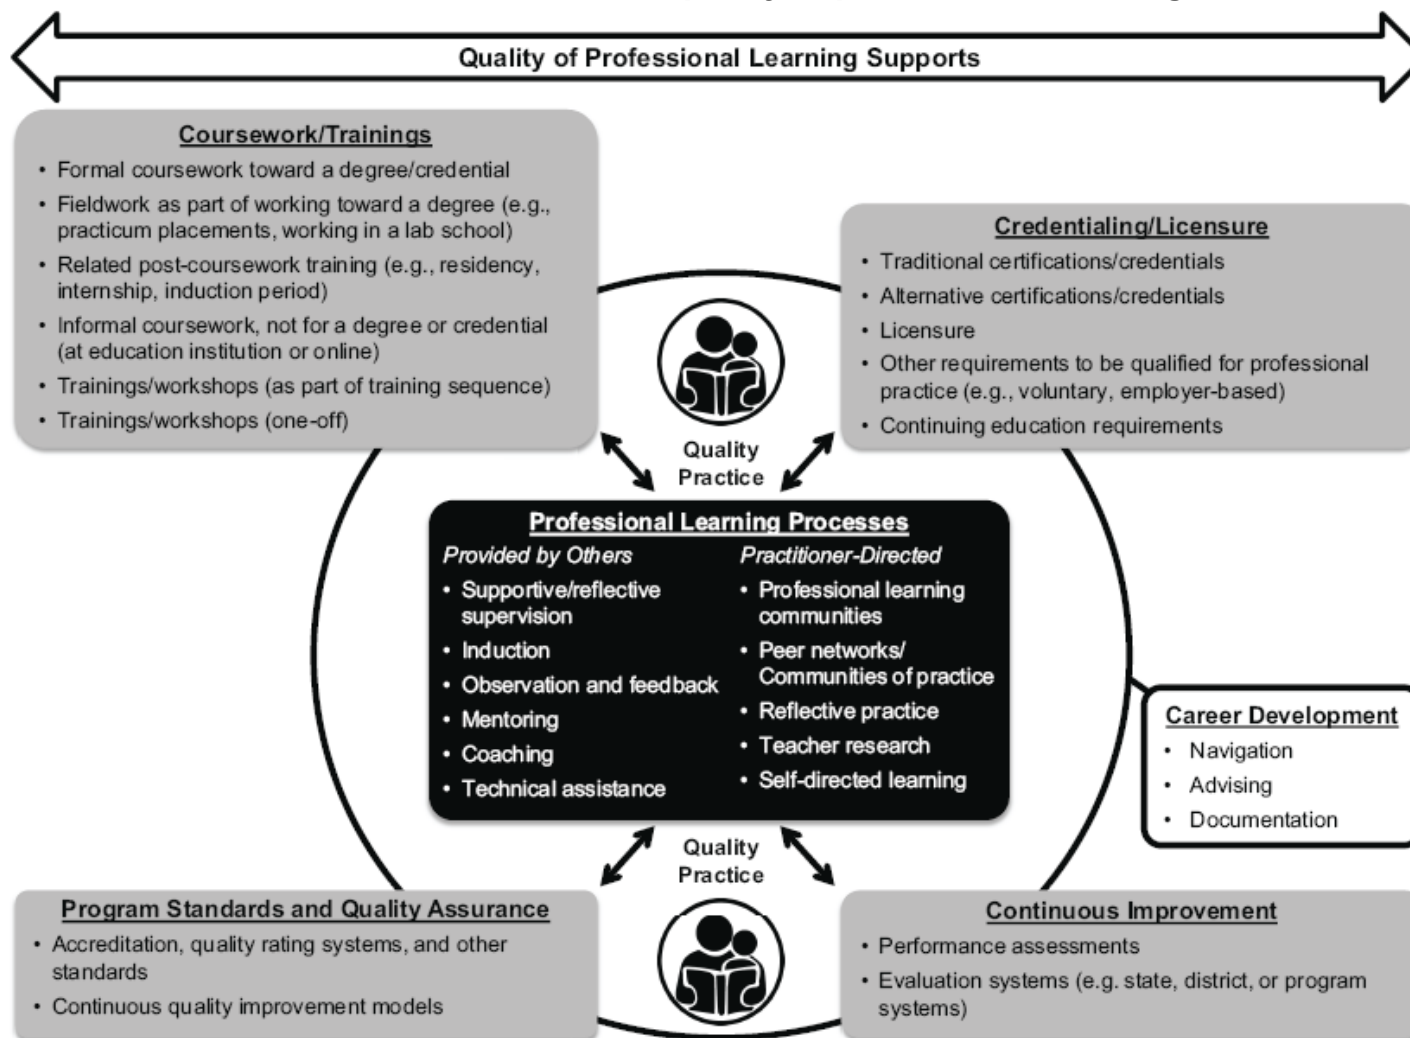 Quality of Professional Learning Supports
Coursework/Trainings
• Formal coursework toward a degree/credential
• Fieldwork as part of working toward a degree (e.g.,
practicum placements, working in a lab school)
• Related post-coursework training (e.g., residency,
internship, induction period)
• Informal coursework, not for a degree or credential
(at education institution or online)
• Trainings/workshops (as part of training sequence)
• Trainings/workshops (one-off)
Credentialing/Licensure
• Traditional certifications/credentials
• Alternative certifications/credentials
• Licensure
• Other requirements to be qualified for professional
practice (e.g., voluntary, employer-based)
• Continuing education requirements
Quality
Practice
Professional Learning Processes
Provided by Others
• Supportive/reflective
supervision
• Induction
• Observation and feedback
• Mentoring
• Coaching
• Technical assistance
Practitioner-Directed
• Professional learning
communities
• Peer networks/
Communities of practice
• Reflective practice
• Teacher research
• Self-directed learning
Career Development
• Navigation
• Advising
• Documentation
Quality
Practice
Program Standards and Quality Assurance
• Accreditation, quality rating systems, and other
standards
• Continuous quality improvement models
Continuous Improvement
• Performance assessments
• Evaluation systems (e.g. state, district, or program
systems)